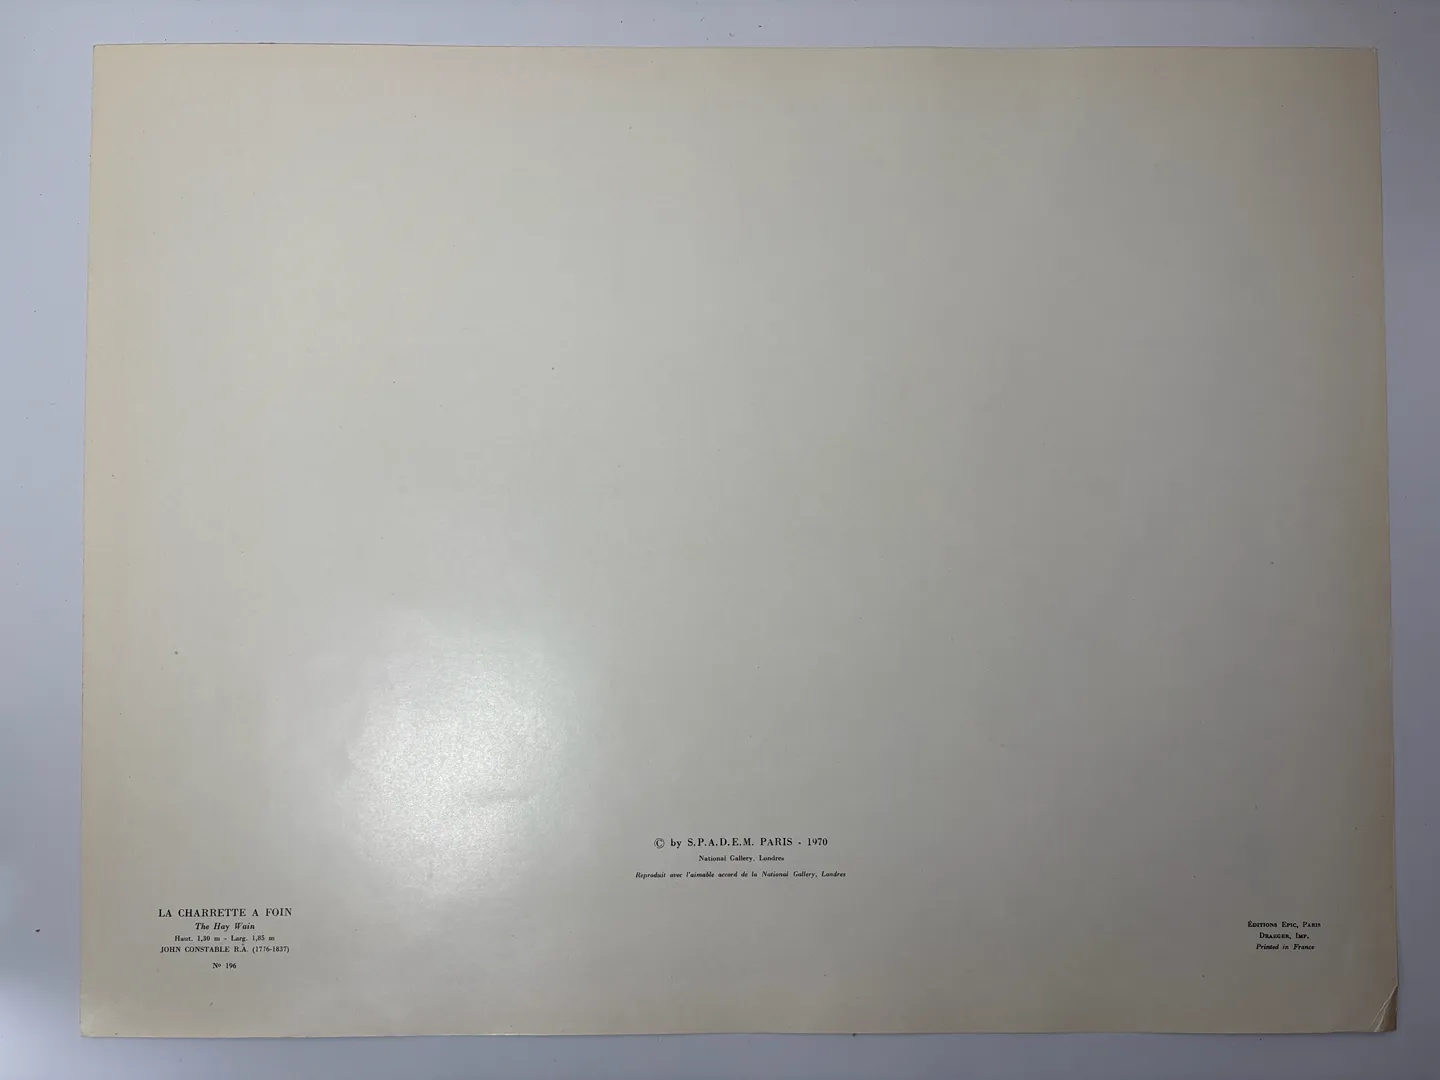 © by S.P.A.D.E.M. PARIS - 1970
National Gallery, Londres
Reproduit avec l'aimable accord de la National Gallery, Londres
LA CHARRETTE A FOIN
The Hay Wain
Haut. 1,30 m - Larg. 1,85 m
JOHN CONSTABLE R.A. (1776-1837)
Nº 196
ÉDITIONS EPIC, PARIS
DRAEGER, IMP.
Printed in France